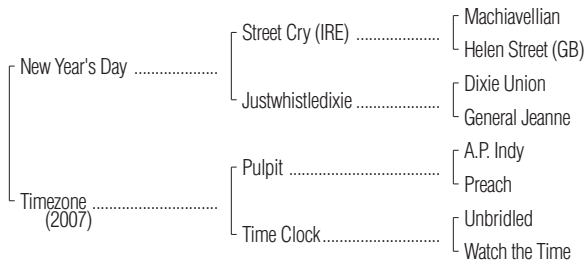 Machiavellian
Street Cry (IRE) ...................
Helen Street (GB)
New Year's Day ...................
Dixie Union
Justwhistledixie ...................
General Jeanne
A.P. Indy
Pulpit ..................................
Preach
Timezone .............................
(2007)
Unbridled
Time Clock..........................
Watch the Time